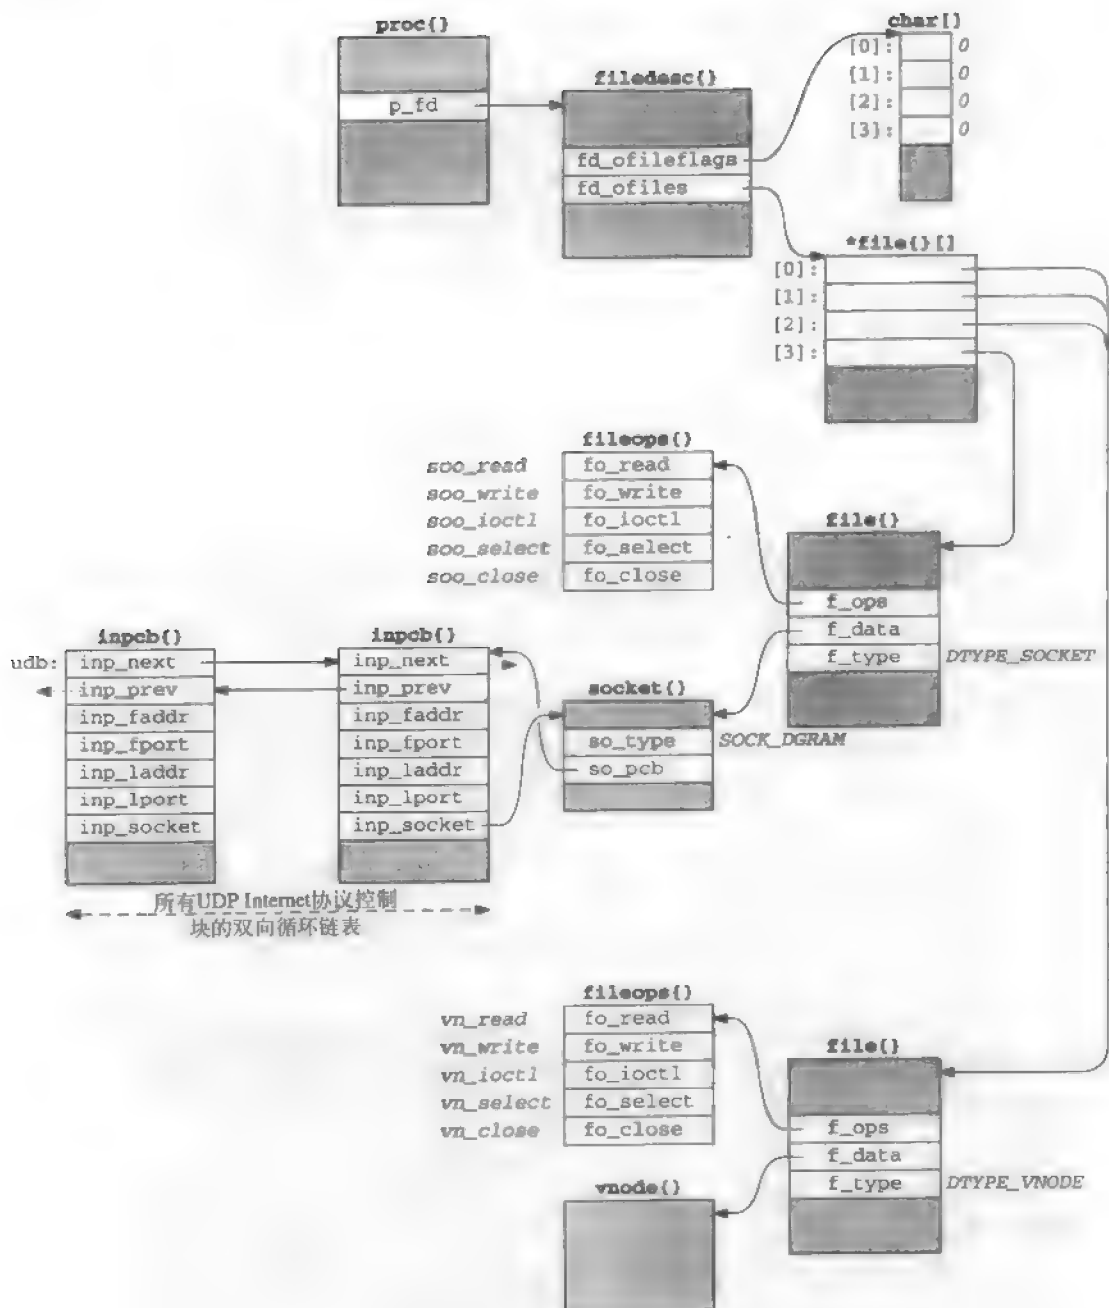 proc{}
p_fd
filedesc{}
fd_ofileflags
fd_ofiles
char[]
[0]: 0
[1]: 0
[2]: 0
[3]: 0
*file{}[]
[0]:
[1]:
[2]:
[3]:
fileops{}
soo_read fo_read
soo_write fo_write
soo_ioctl fo_ioctl
soo_select fo_select
soo_close fo_close
file{}
f_ops
f_data
f_type DTYPE_SOCKET
inpcb{}
udb: inp_next
inp_prev
inp_faddr
inp_fport
inp_laddr
inp_lport
inp_socket
inpcb{}
inp_next
inp_prev
inp_faddr
inp_fport
inp_laddr
inp_lport
inp_socket
socket{}
so_type SOCK_DGRAM
so_pcb
所有UDP Internet协议控制
块的双向循环链表
fileops{}
vn_read fo_read
vn_write fo_write
vn_ioctl fo_ioctl
vn_select fo_select
vn_close fo_close
file{}
f_ops
f_data
f_type DTYPE_VNODE
vnode{}